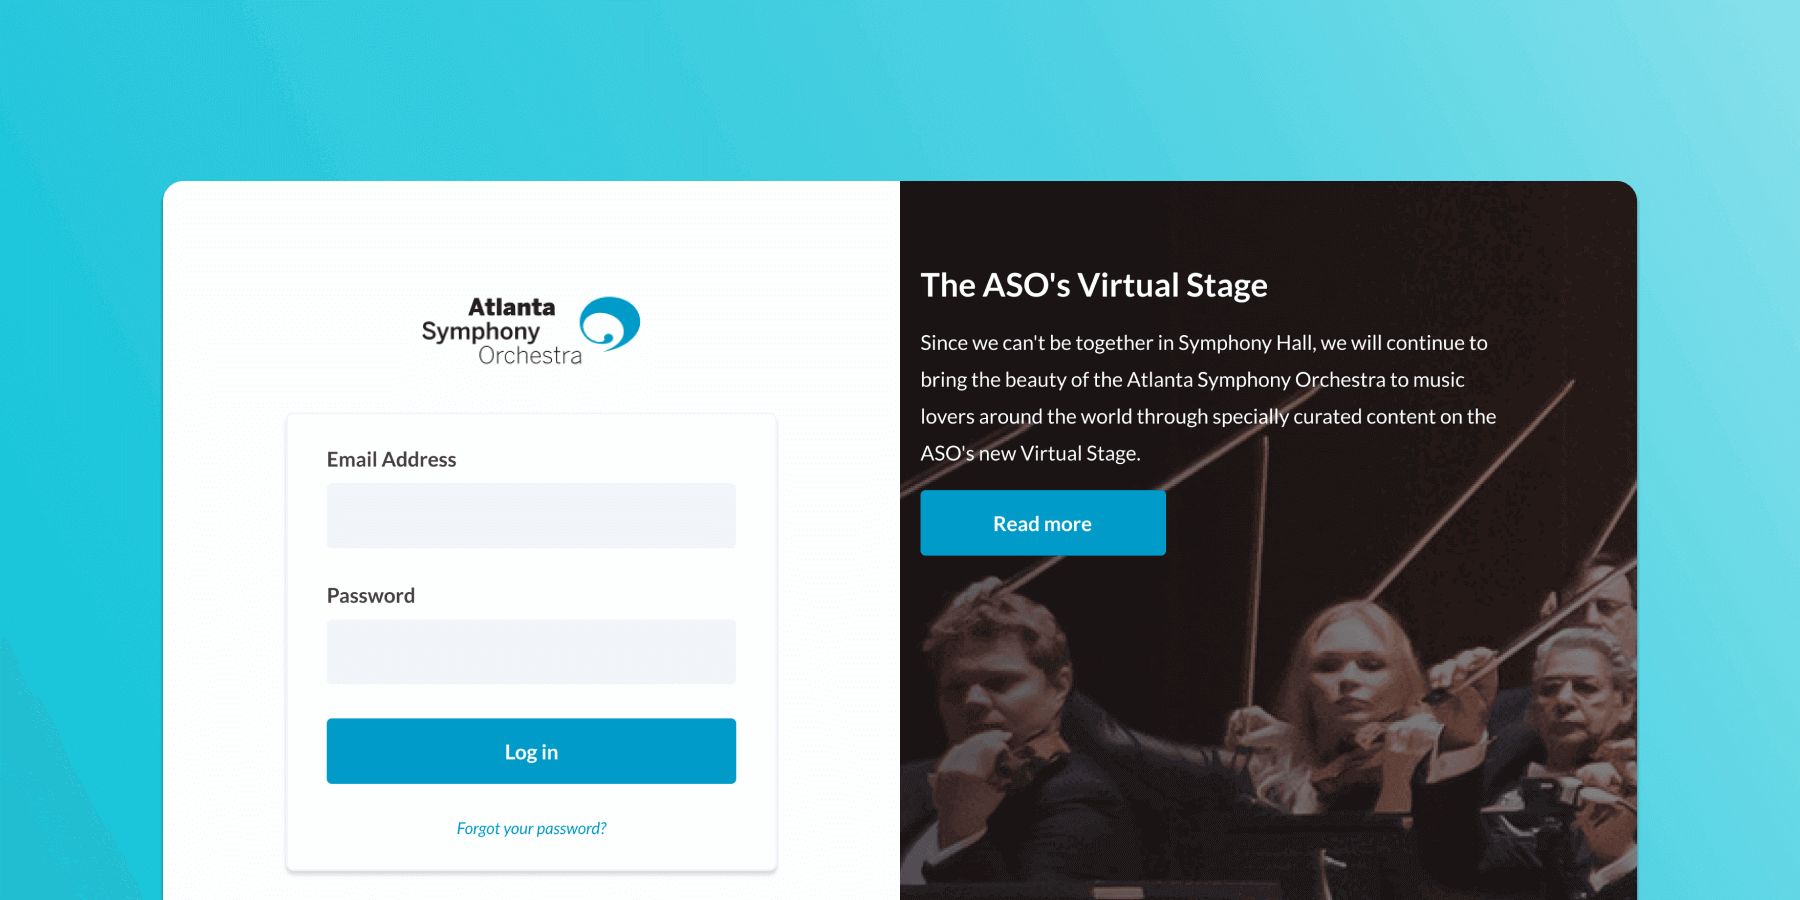 Atlanta
Symphony
Orchestra
Email Address
Password
Log in
Forgot your password?
The ASO's Virtual Stage
Since we can't be together in Symphony Hall, we will continue to
bring the beauty of the Atlanta Symphony Orchestra to music
lovers around the world through specially curated content on the
ASO's new Virtual Stage.
Read more